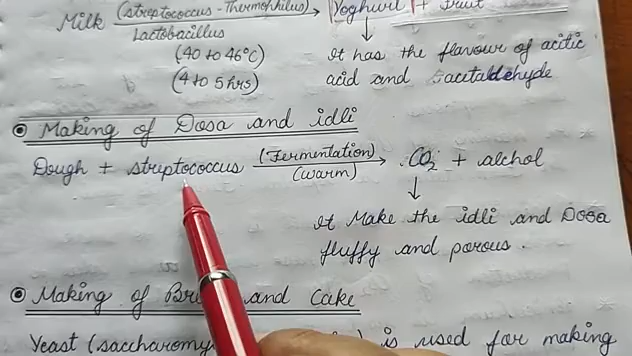 Milk (streptococcus - Thermophilus) Yoghurt + Fruit
Lactobacillus
(40 to 46°C)
(4 to 5 hrs)
It has the flavour of acitic
acid and acetaldehyde
Making of Dosa and idli
Dough + streptococcus (Fermentation) CO2 + alchol
(warm)
It Make the idli and Dosa
fluffy and porous.
Making of and Cake
Yeast is used for making